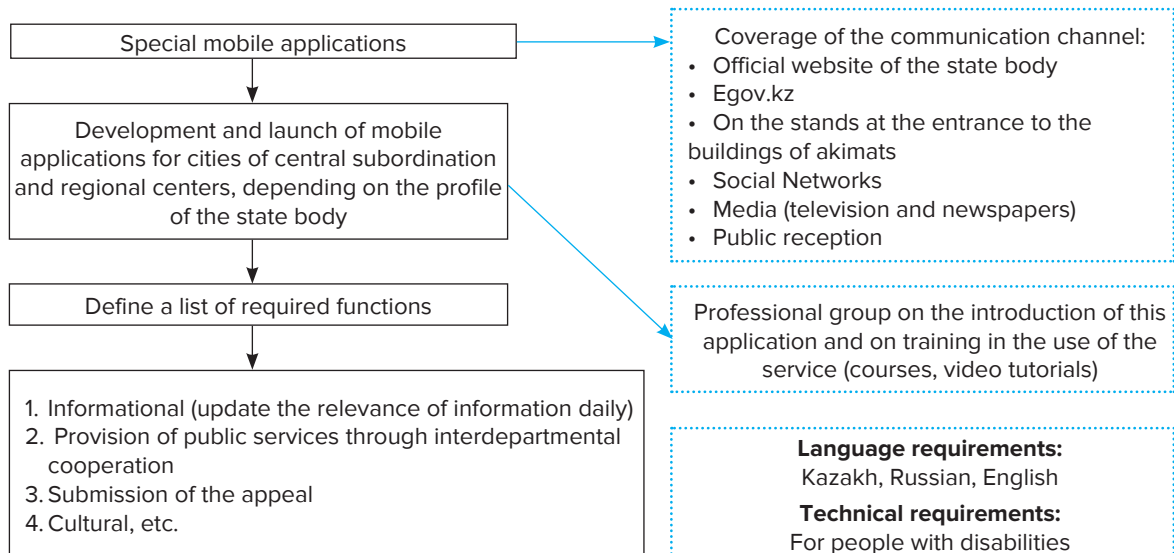 Special mobile applications
Development and launch of mobile
applications for cities of central subordination
and regional centers, depending on the profile
of the state body
Define a list of required functions
1. Informational (update the relevance of information daily)
2. Provision of public services through interdepartmental
cooperation
3. Submission of the appeal
4. Cultural, etc.
Coverage of the communication channel:
• Official website of the state body
• Egov.kz
• On the stands at the entrance to the
buildings of akimats
• Social Networks
• Media (television and newspapers)
• Public reception
Professional group on the introduction of this
application and on training in the use of the
service (courses, video tutorials)
Language requirements:
Kazakh, Russian, English
Technical requirements:
For people with disabilities